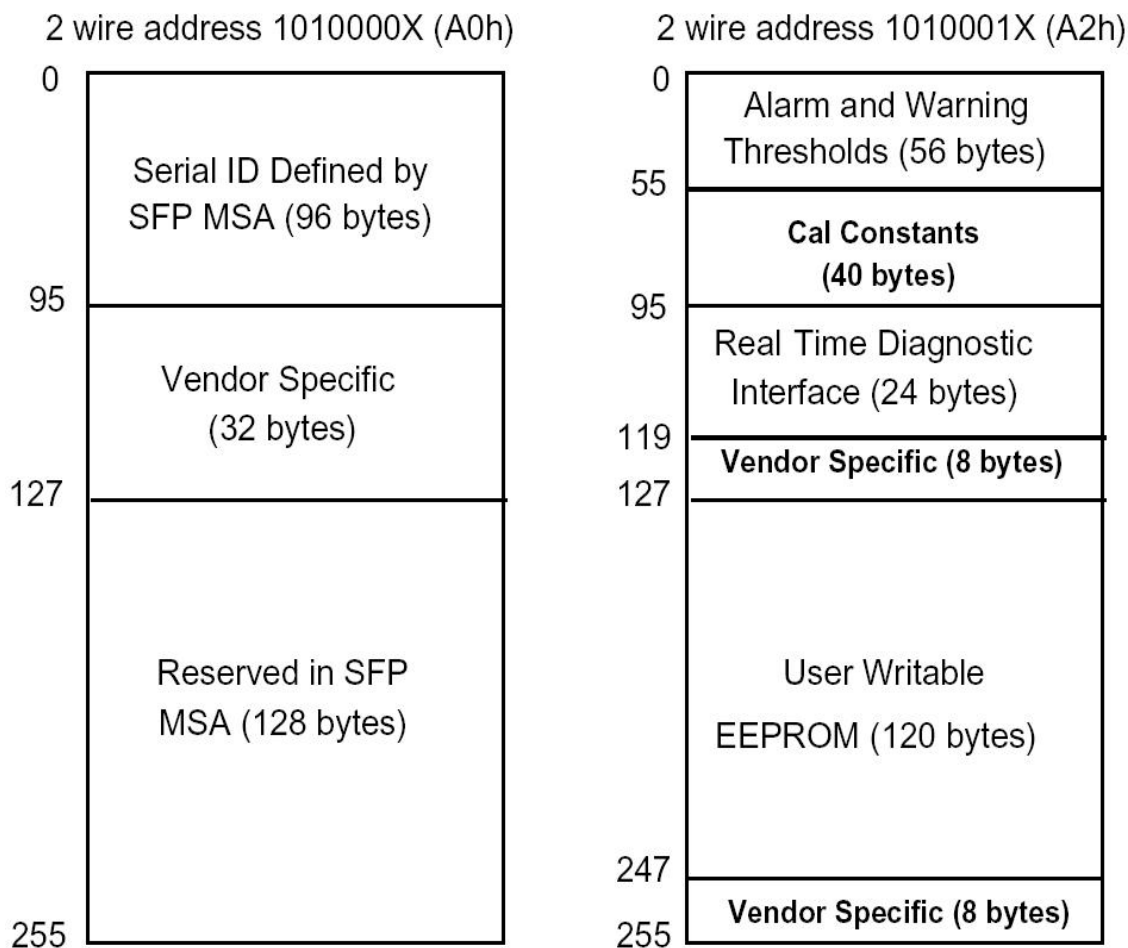 2 wire address 1010000X (A0h)
0
Serial ID Defined by
SFP MSA (96 bytes)
95
Vendor Specific
(32 bytes)
127
Reserved in SFP
MSA (128 bytes)
255
2 wire address 1010001X (A2h)
0
Alarm and Warning
Thresholds (56 bytes)
55
Cal Constants
(40 bytes)
95
Real Time Diagnostic
Interface (24 bytes)
119
Vendor Specific (8 bytes)
127
User Writable
EEPROM (120 bytes)
247
Vendor Specific (8 bytes)
255